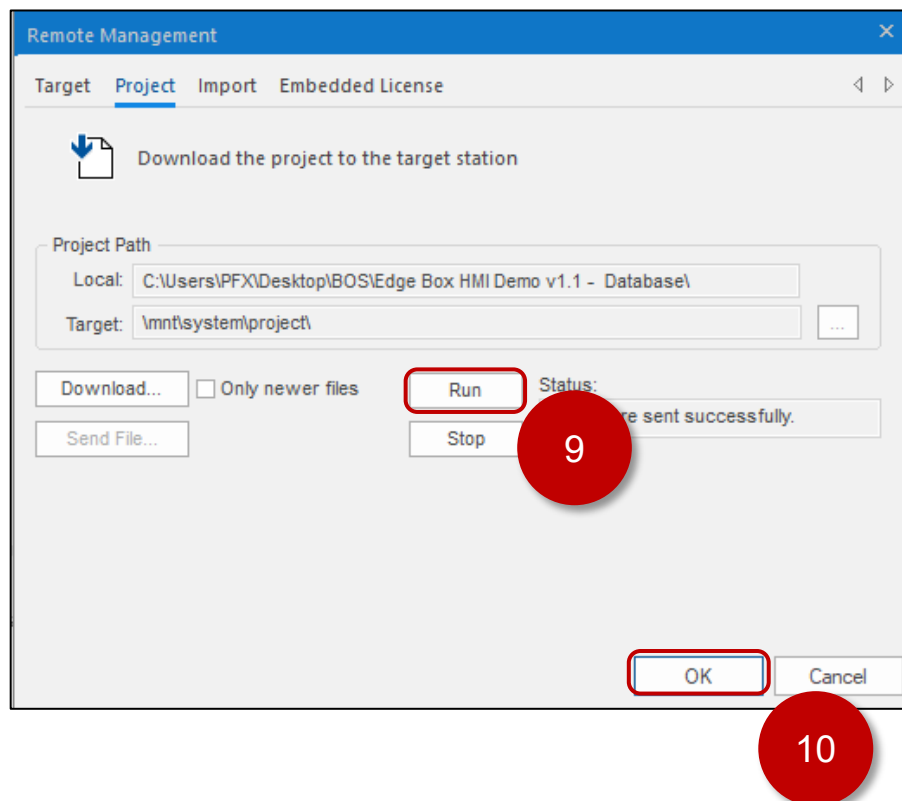 Remote Management
Target Project Import Embedded License
Download the project to the target station
Project Path
Local: C:\Users\PFX\Desktop\BOS\Edge Box HMI Demo v1.1 - Database\
Target: \mnt\system\project\ ...
Download... Only newer files Run Status:
sent successfully.
Send File... Stop
9
OK Cancel
10